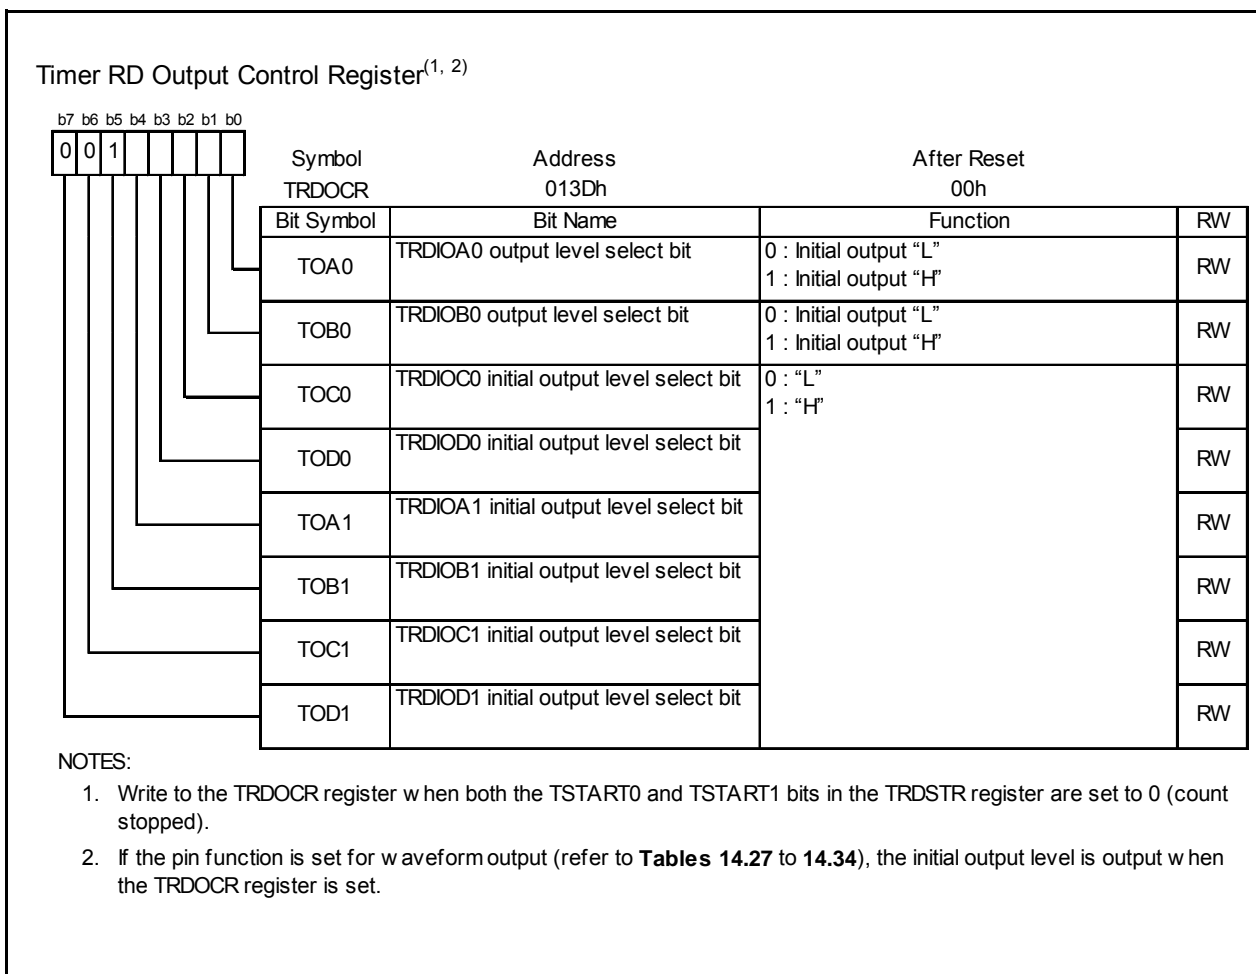 Timer RD Output Control Register(1, 2)
b7 b6 b5 b4 b3 b2 b1 b0
0 0 1
Symbol Address After Reset
TRDOCR 013Dh 00h
Bit Symbol Bit Name Function RW
TOA0 TRDIOA0 output level select bit 0 : Initial output “L” RW
1 : Initial output “H”
TOB0 TRDIOB0 output level select bit 0 : Initial output “L” RW
1 : Initial output “H”
TOC0 TRDIOC0 initial output level select bit 0 : “L” RW
1 : “H”
TOD0 TRDIOD0 initial output level select bit RW
TOA1 TRDIOA1 initial output level select bit RW
TOB1 TRDIOB1 initial output level select bit RW
TOC1 TRDIOC1 initial output level select bit RW
TOD1 TRDIOD1 initial output level select bit RW
NOTES:
1. Write to the TRDOCR register when both the TSTART0 and TSTART1 bits in the TRDSTR register are set to 0 (count
stopped).
2. If the pin function is set for waveform output (refer to Tables 14.27 to 14.34), the initial output level is output when
the TRDOCR register is set.